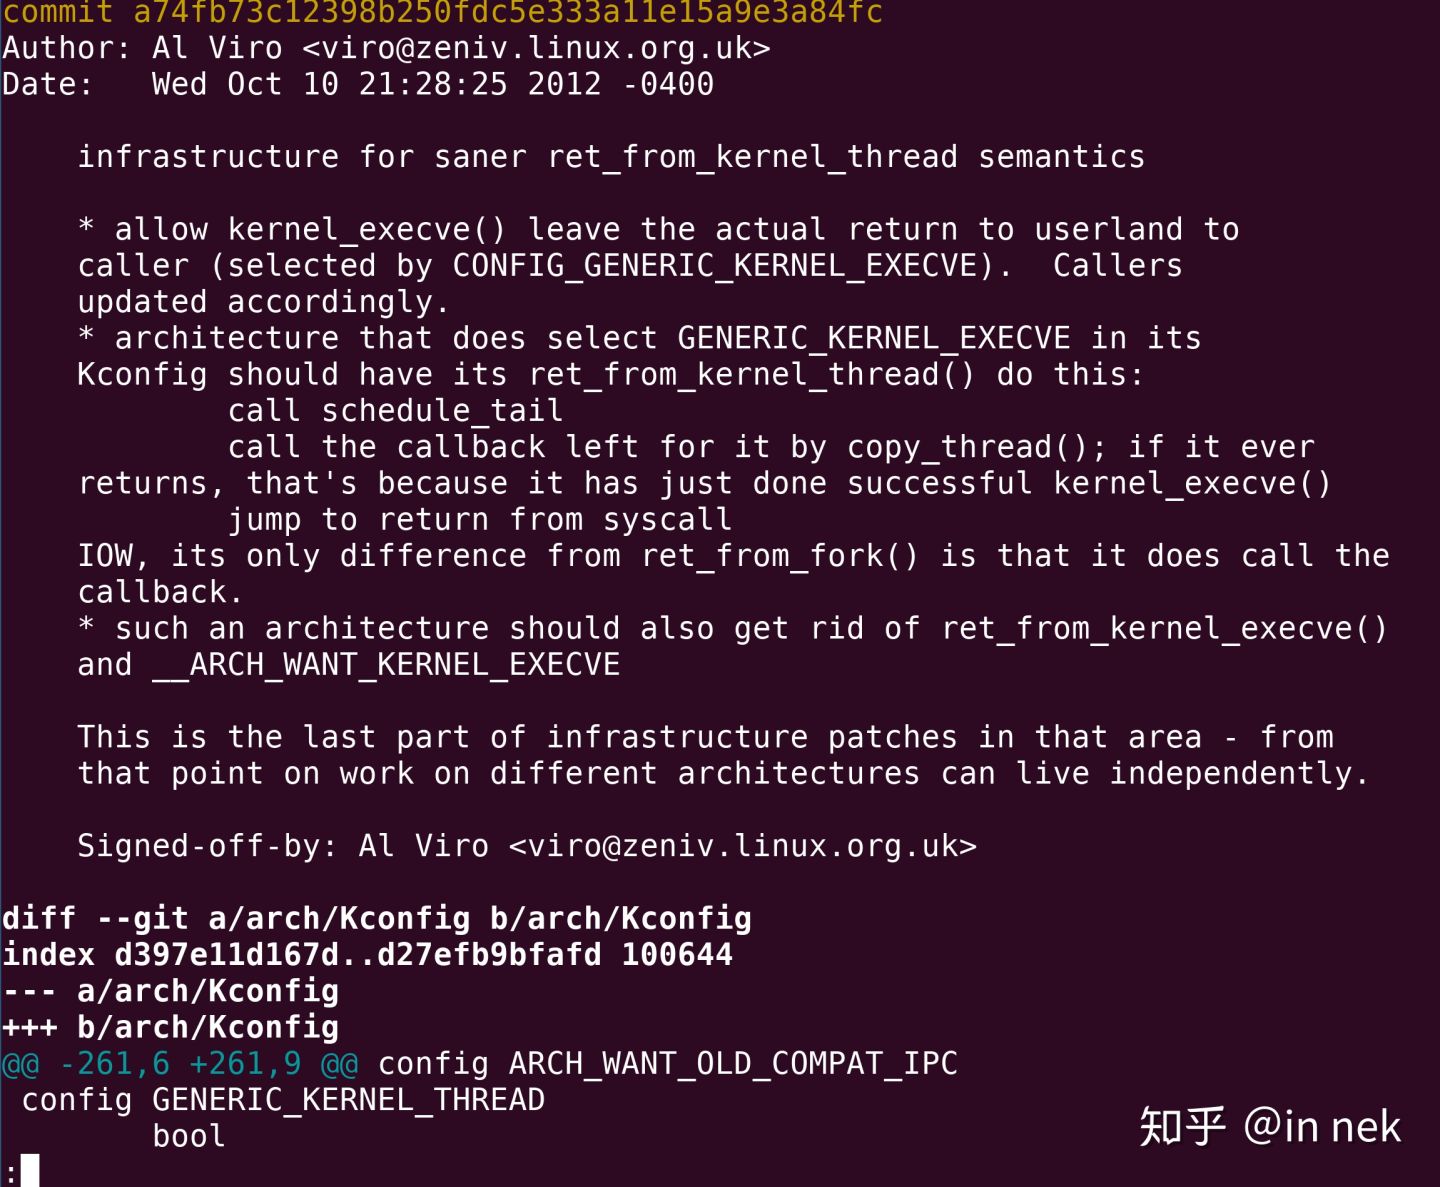 commit a74fb73c12398b250fdc5e333a11e15a9e3a84fc
Author: Al Viro <viro@zeniv.linux.org.uk>
Date:   Wed Oct 10 21:28:25 2012 -0400

    infrastructure for saner ret_from_kernel_thread semantics

    * allow kernel_execve() leave the actual return to userland to
    caller (selected by CONFIG_GENERIC_KERNEL_EXECVE).  Callers
    updated accordingly.
    * architecture that does select GENERIC_KERNEL_EXECVE in its
    Kconfig should have its ret_from_kernel_thread() do this:
            call schedule_tail
            call the callback left for it by copy_thread(); if it ever
    returns, that's because it has just done successful kernel_execve()
            jump to return from syscall
    IOW, its only difference from ret_from_fork() is that it does call the
    callback.
    * such an architecture should also get rid of ret_from_kernel_execve()
    and __ARCH_WANT_KERNEL_EXECVE

    This is the last part of infrastructure patches in that area - from
    that point on work on different architectures can live independently.

    Signed-off-by: Al Viro <viro@zeniv.linux.org.uk>

diff --git a/arch/Kconfig b/arch/Kconfig
index d397e11d167d..d27efb9bfafd 100644
--- a/arch/Kconfig
+++ b/arch/Kconfig
@@ -261,6 +261,9 @@ config ARCH_WANT_OLD_COMPAT_IPC
 config GENERIC_KERNEL_THREAD
        bool
:
知乎 @in nek